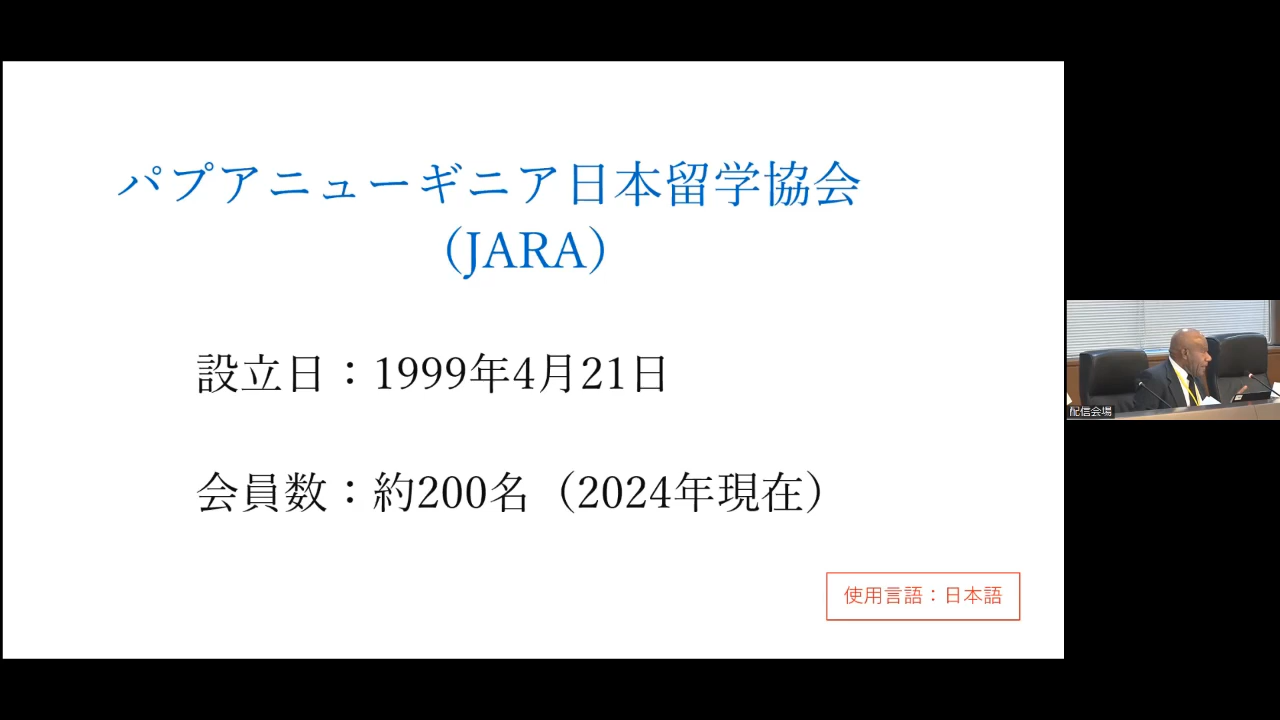 パプアニューギニア日本留学協会
（JARA）
設立日：1999年4月21日
会員数：約200名（2024年現在）
使用言語：日本語
配信会場